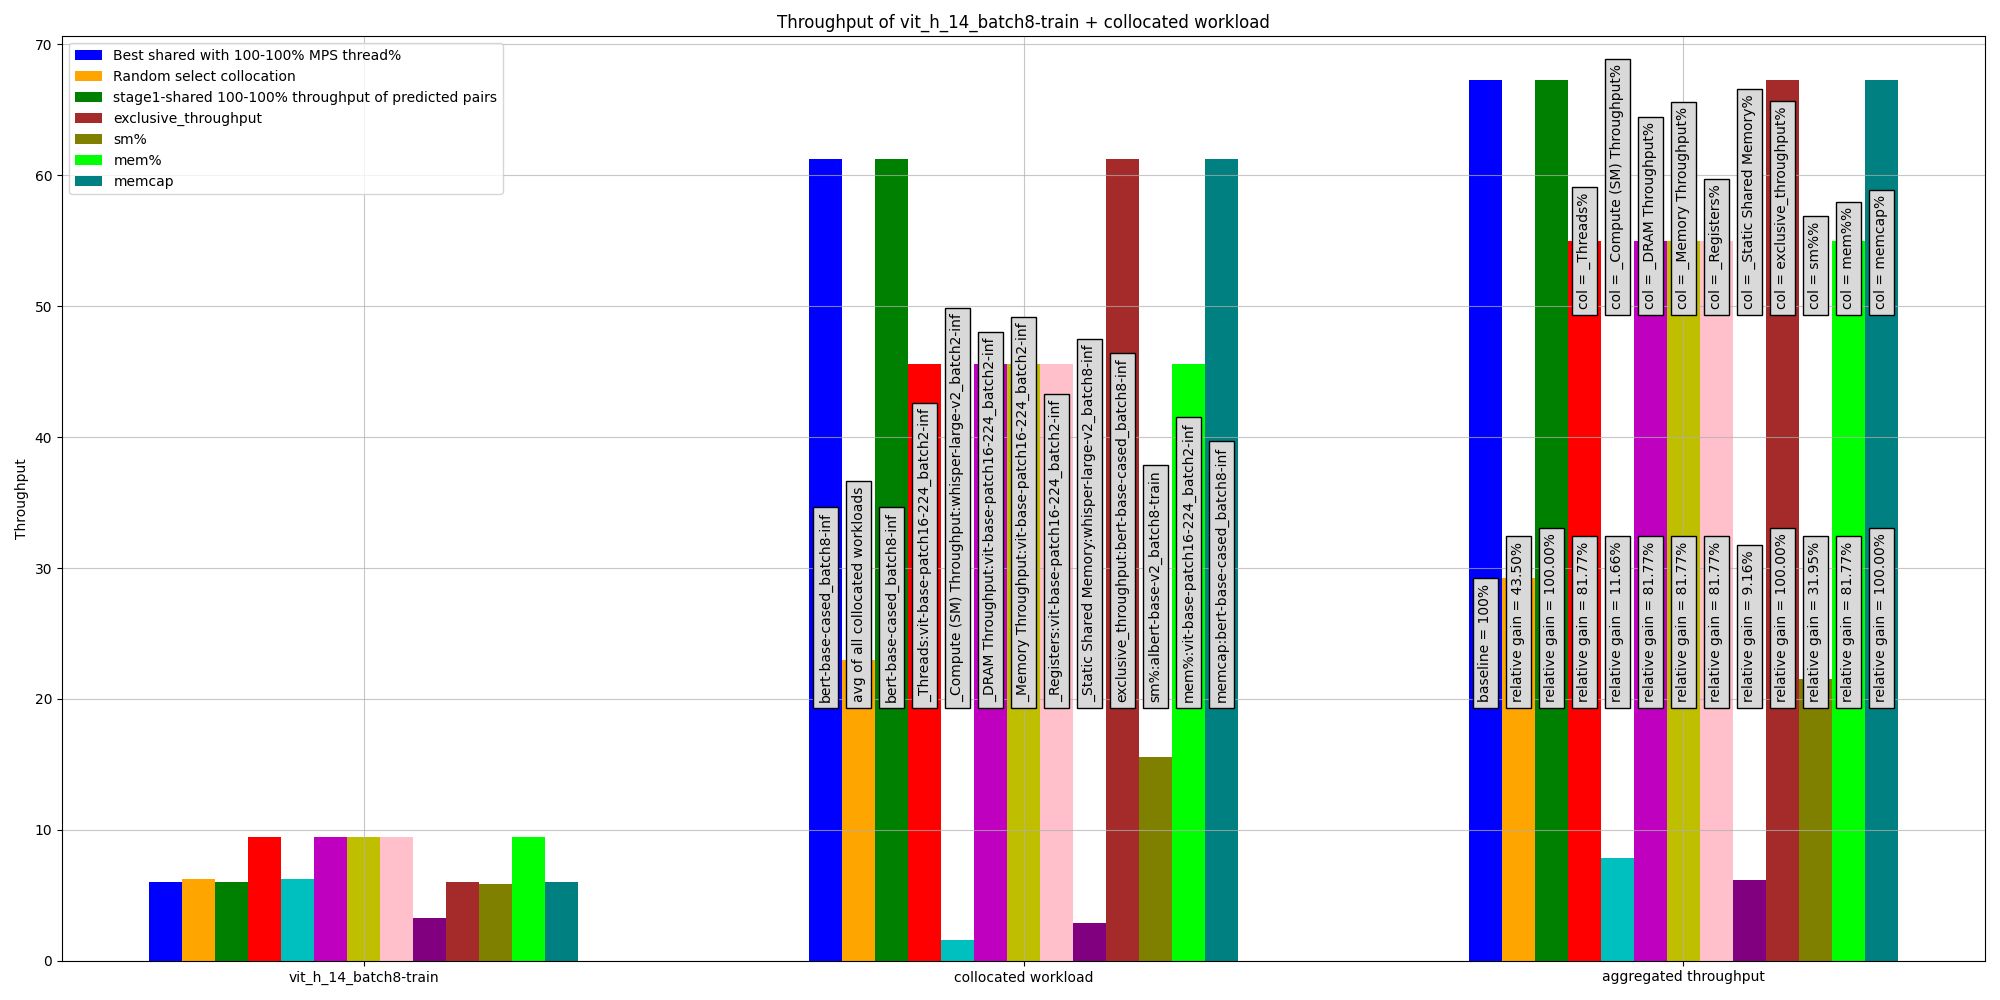 Throughput of vit_h_14_batch8-train + collocated workload
Best shared with 100-100% MPS thread%
Random select collocation
stage1-shared 100-100% throughput of predicted pairs
exclusive_throughput
sm%
mem%
memcap
Throughput
70
60
50
40
30
20
10
0
bert-base-cased_batch8-inf
avg of all collocated workloads
bert-base-cased_batch8-inf
_Threads:vit-base-patch16-224_batch2-inf
_Compute (SM) Throughput:whisper-large-v2_batch2-inf
_DRAM Throughput:vit-base-patch16-224_batch2-inf
_Memory Throughput:vit-base-patch16-224_batch2-inf
_Registers:vit-base-patch16-224_batch2-inf
_Static Shared Memory:whisper-large-v2_batch8-inf
exclusive_throughput:bert-base-cased_batch8-inf
sm%:albert-base-v2_batch8-train
mem%:vit-base-patch16-224_batch2-inf
memcap:bert-base-cased_batch8-inf
col = _Threads%
col = _Compute (SM) Throughput%
col = _DRAM Throughput%
col = _Memory Throughput%
col = _Registers%
col = _Static Shared Memory%
col = exclusive_throughput%
col = sm%%
col = mem%%
col = memcap%
baseline = 100%
relative gain = 43.50%
relative gain = 100.00%
relative gain = 81.77%
relative gain = 11.66%
relative gain = 81.77%
relative gain = 81.77%
relative gain = 81.77%
relative gain = 9.16%
relative gain = 100.00%
relative gain = 31.95%
relative gain = 81.77%
relative gain = 100.00%
vit_h_14_batch8-train
collocated workload
aggregated throughput